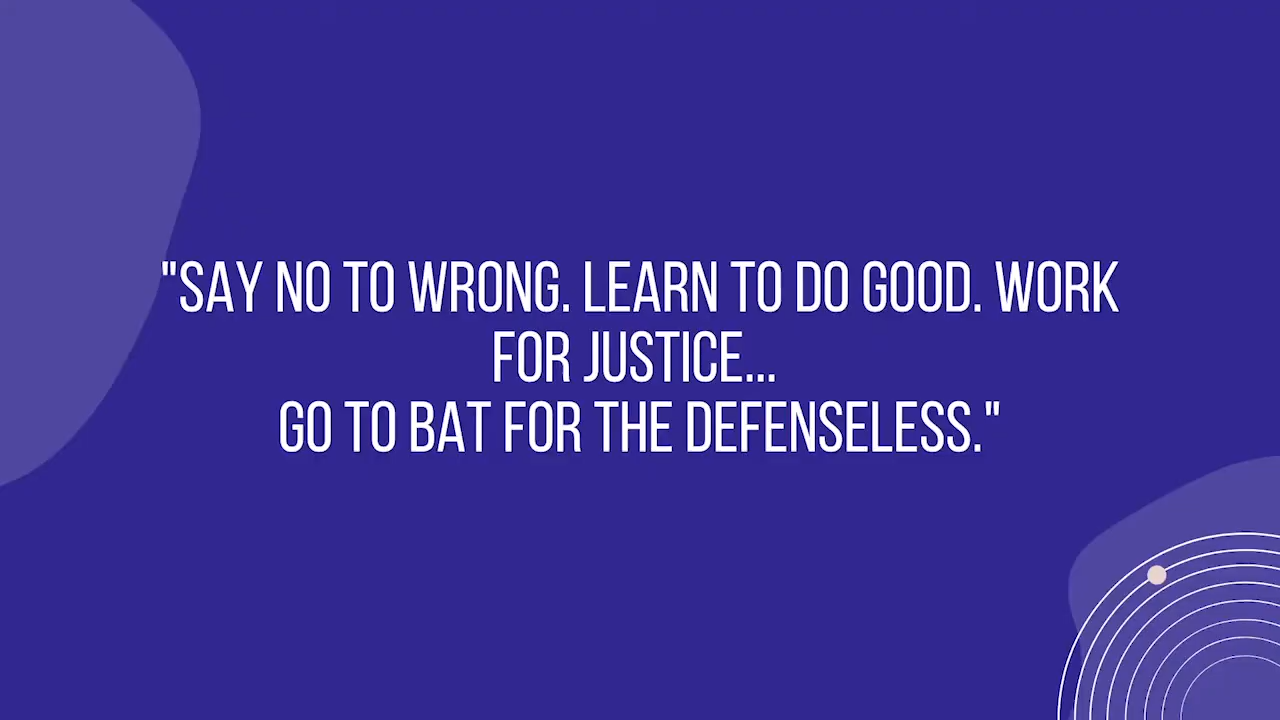 "SAY NO TO WRONG. LEARN TO DO GOOD. WORK
FOR JUSTICE...
GO TO BAT FOR THE DEFENSELESS."